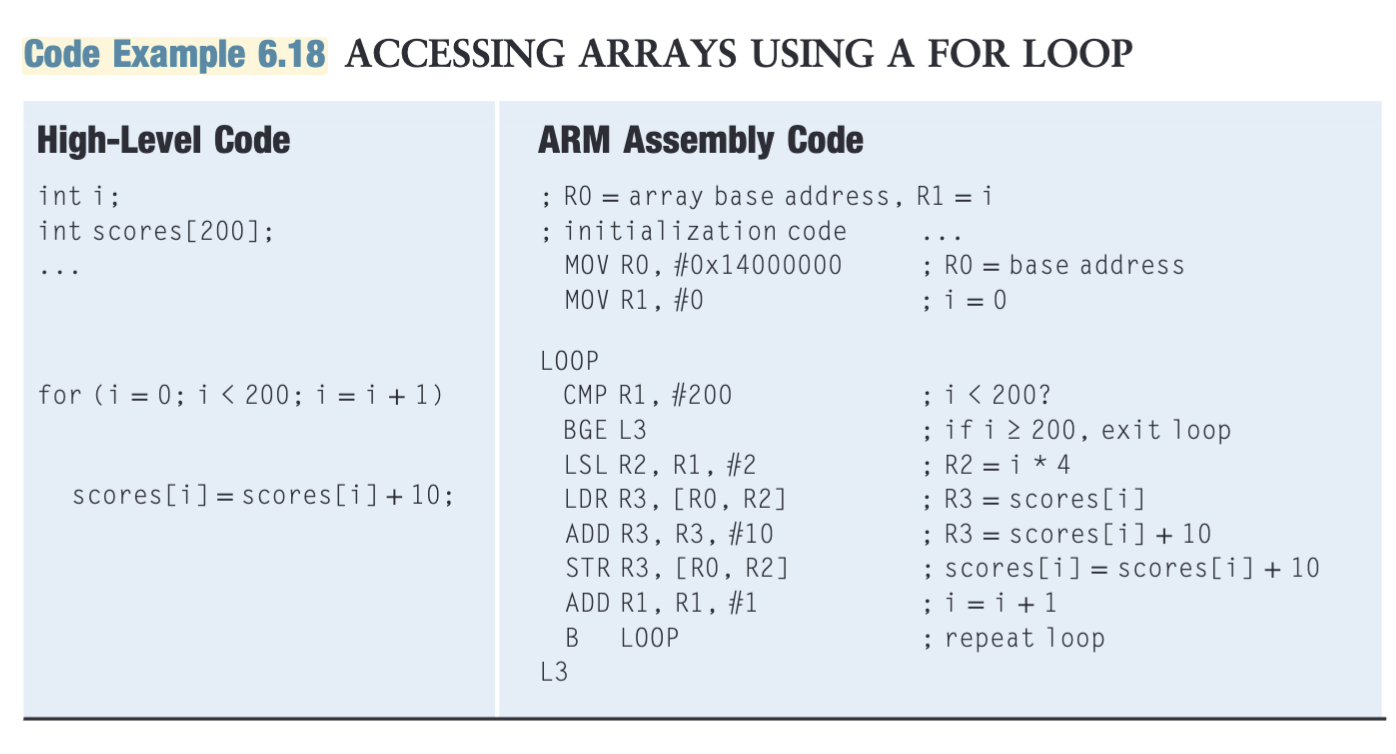 Code Example 6.18 ACCESSING ARRAYS USING A FOR LOOP
High-Level Code
int i;
int scores[200];
...
for (i = 0; i < 200; i = i + 1)
scores[i] = scores[i] + 10;
ARM Assembly Code
; R0 = array base address, R1 = i
; initialization code ...
MOV R0, #0x14000000 ; R0 = base address
MOV R1, #0 ; i = 0
LOOP
CMP R1, #200 ; i < 200?
BGE L3 ; if i ≥ 200, exit loop
LSL R2, R1, #2 ; R2 = i * 4
LDR R3, [R0, R2] ; R3 = scores[i]
ADD R3, R3, #10 ; R3 = scores[i] + 10
STR R3, [R0, R2] ; scores[i] = scores[i] + 10
ADD R1, R1, #1 ; i = i + 1
B LOOP ; repeat loop
L3